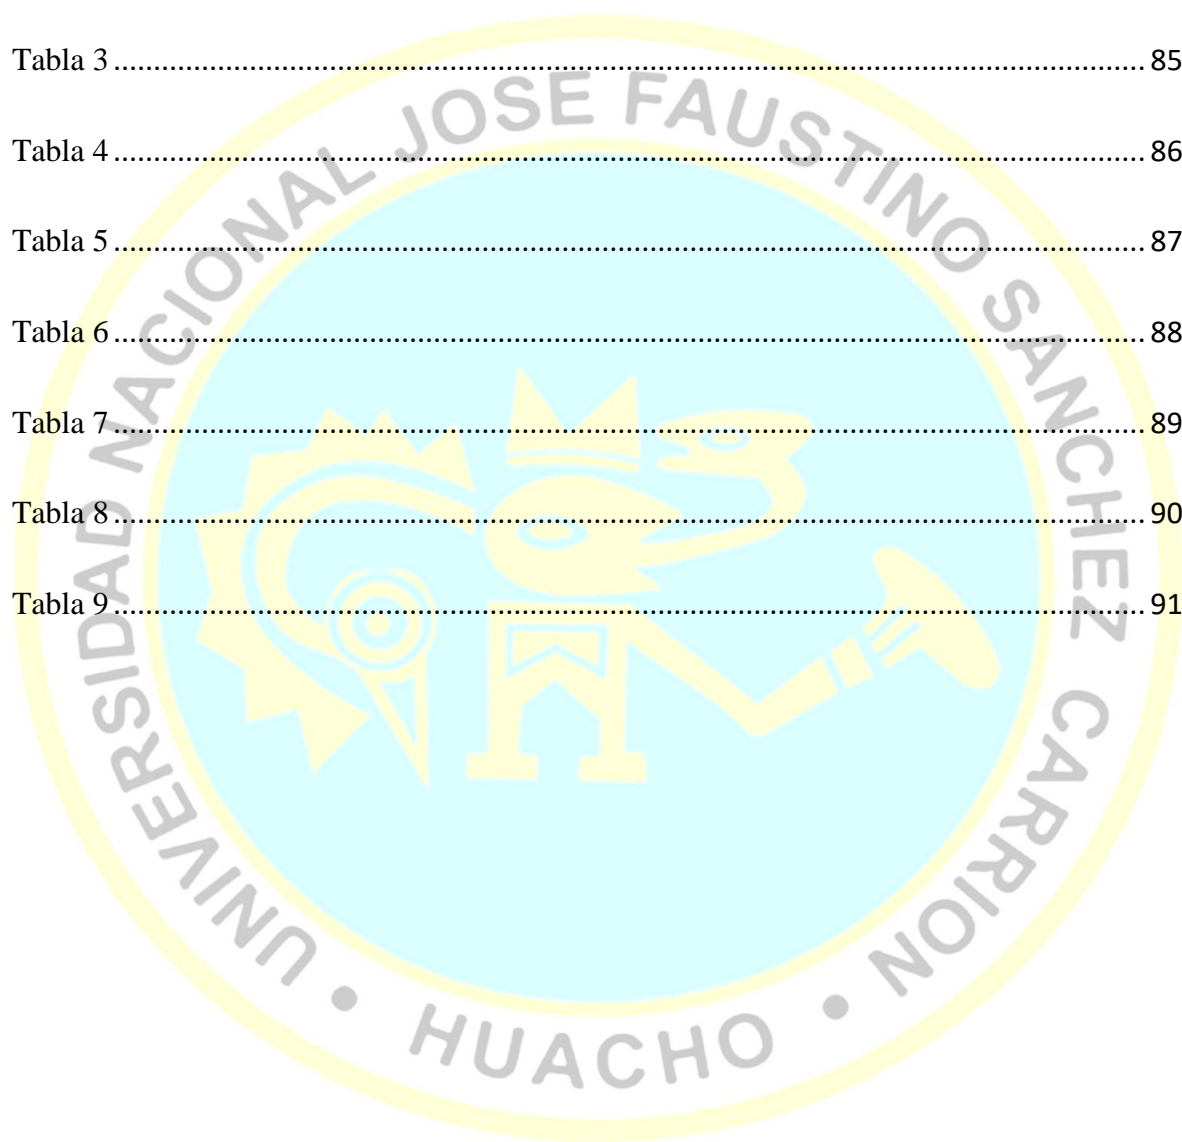 Tabla 3 ........................................................................................................................ 85
Tabla 4 ........................................................................................................................ 86
Tabla 5 ........................................................................................................................ 87
Tabla 6 ........................................................................................................................ 88
Tabla 7 ........................................................................................................................ 89
Tabla 8 ........................................................................................................................ 90
Tabla 9 ........................................................................................................................ 91
UNIVERSIDAD NACIONAL JOSE FAUSTINO SANCHEZ CARRION
• HUACHO •